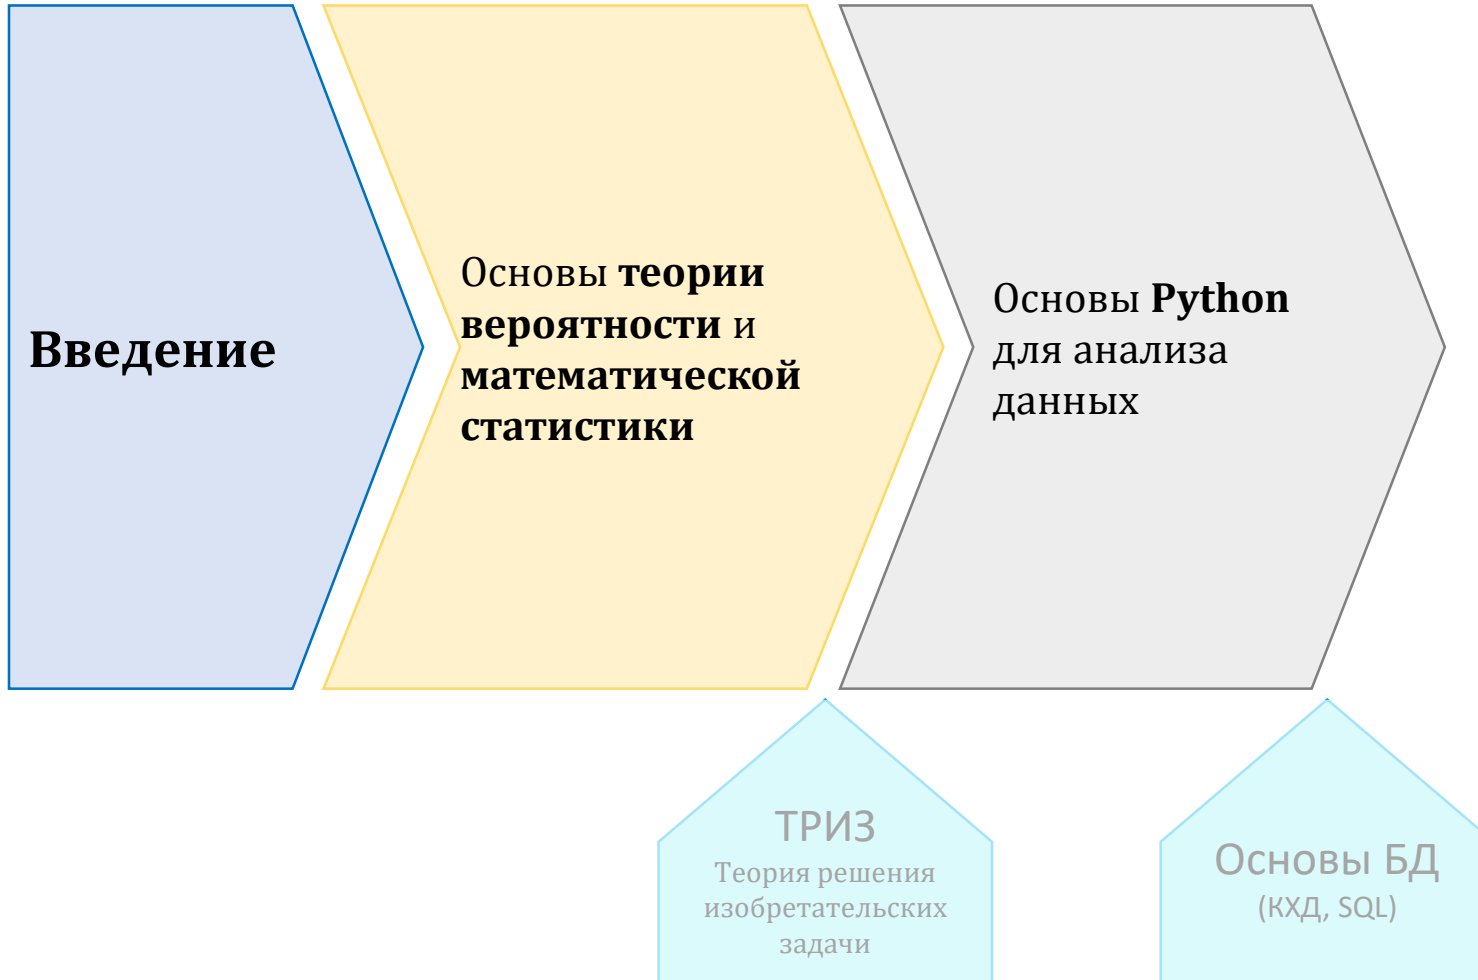 Введение
Основы теории
вероятности и
математической
статистики
Основы Python
для анализа
данных
ТРИЗ
Теория решения
изобретательских
задачи
Основы БД
(КХД, SQL)